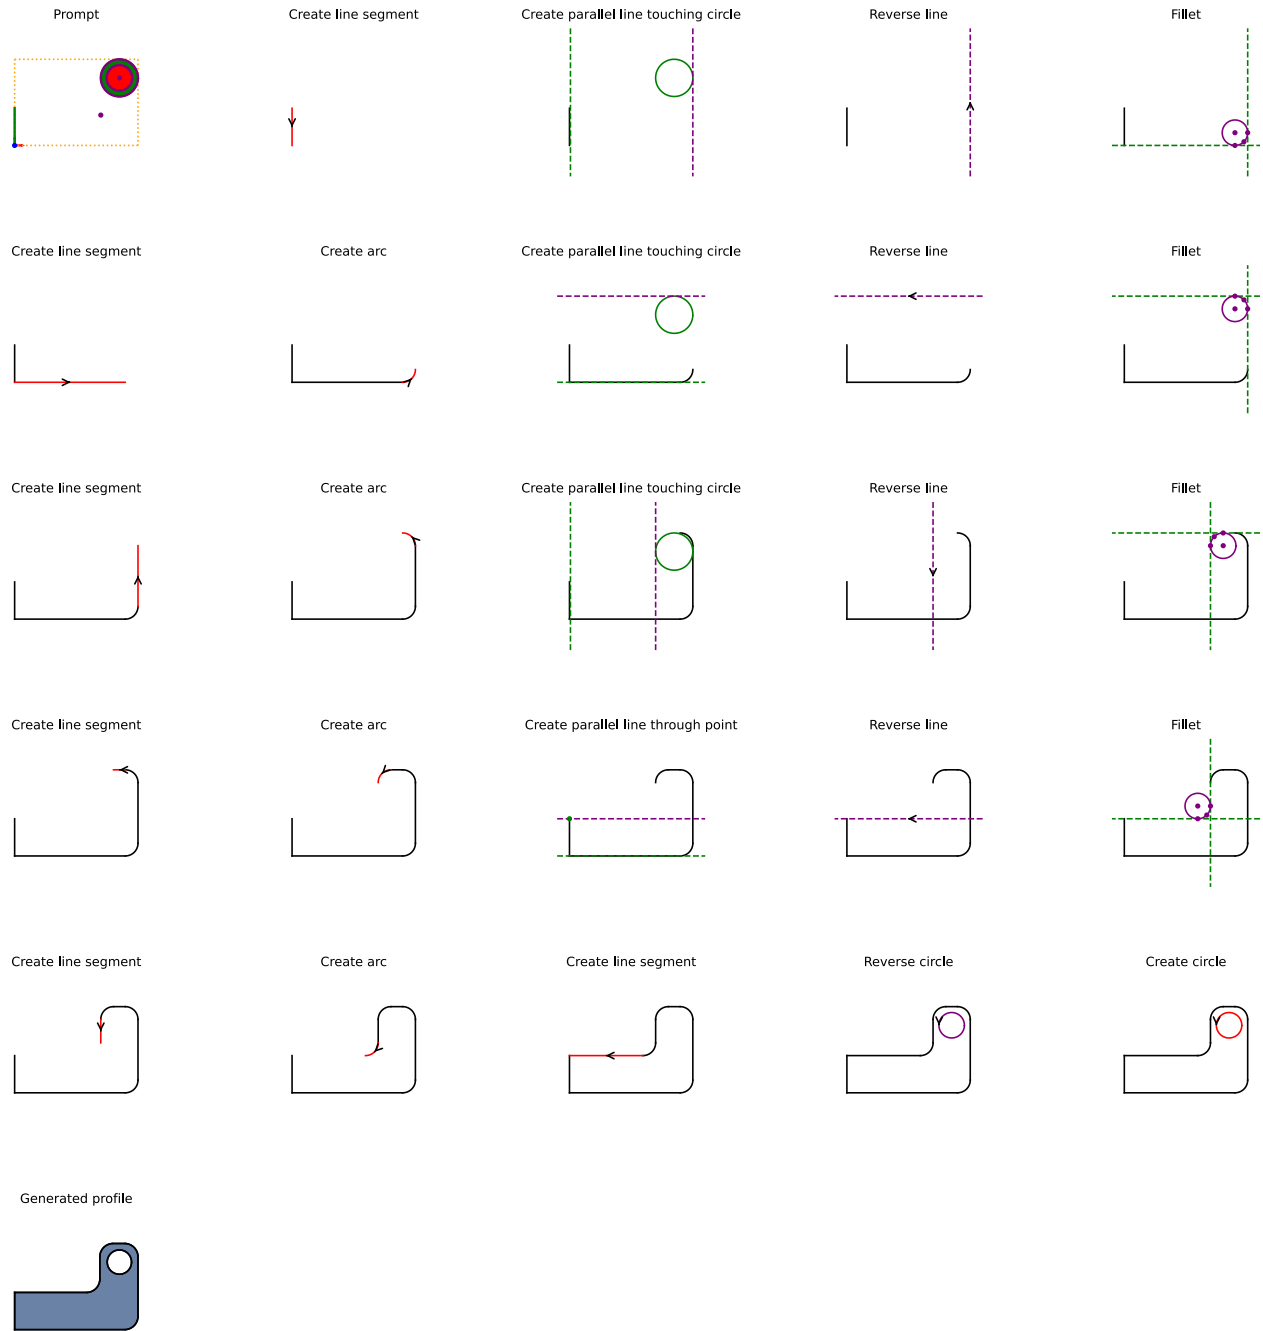 Prompt
Create line segment
Create parallel line touching circle
Reverse line
Fillet
Create line segment
Create arc
Create parallel line touching circle
Reverse line
Fillet
Create line segment
Create arc
Create parallel line touching circle
Reverse line
Fillet
Create line segment
Create arc
Create parallel line through point
Reverse line
Fillet
Create line segment
Create arc
Create line segment
Reverse circle
Create circle
Generated profile